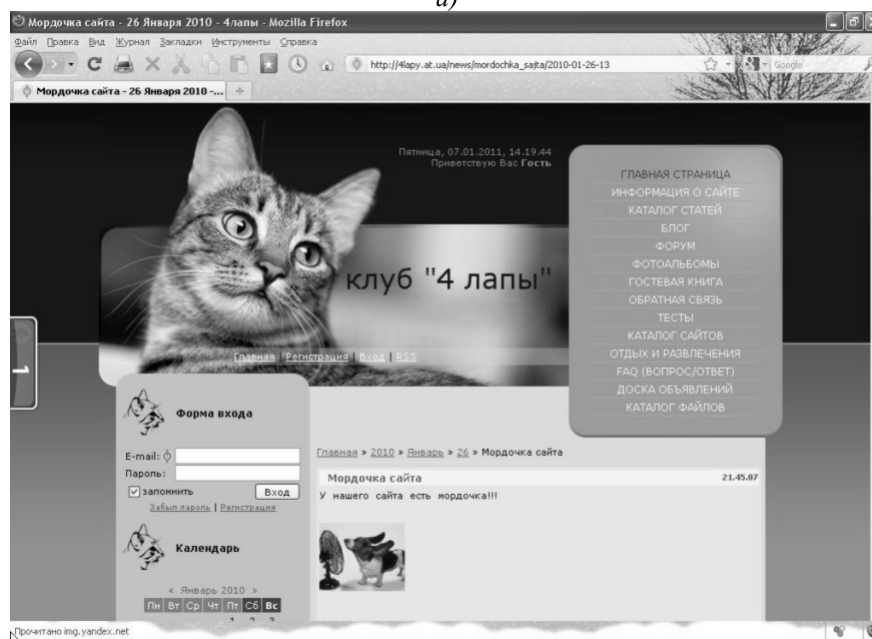 а)
Мордочка сайта - 26 Января 2010 - 4лапы - Mozilla Firefox
Файл Правка Вид Журнал Закладки Инструменты Справка
http://4lapy.at.ua/news/mordochka_sajta/2010-01-26-13
Google
Мордочка сайта - 26 Января 2010 -...
Пятница, 07.01.2011, 14.19.44
Приветствую Вас Гость
клуб "4 лапы"
Главная | Регистрация | Вход | RSS
ГЛАВНАЯ СТРАНИЦА
ИНФОРМАЦИЯ О САЙТЕ
КАТАЛОГ СТАТЕЙ
БЛОГ
ФОРУМ
ФОТОАЛЬБОМЫ
ГОСТЕВАЯ КНИГА
ОБРАТНАЯ СВЯЗЬ
ТЕСТЫ
КАТАЛОГ САЙТОВ
ОТДЫХ И РАЗВЛЕЧЕНИЯ
FAQ (ВОПРОС/ОТВЕТ)
ДОСКА ОБЪЯВЛЕНИЙ
КАТАЛОГ ФАЙЛОВ
1
Форма входа
E-mail:
Пароль:
запомнить Вход
Забыл пароль | Регистрация
Календарь
« Январь 2010 »
Пн Вт Ср Чт Пт Сб Вс
1 2 3
Главная » 2010 » Январь » 26 » Мордочка сайта
Мордочка сайта 21.45.07
У нашего сайта есть мордочка!!!
Прочитано img.yandex.net